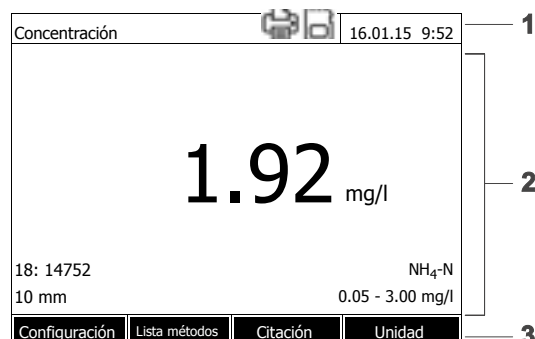 Concentración 16.01.15 9:52 1
1.92 mg/l 2
18: 14752 NH₄-N
10 mm 0.05 - 3.00 mg/l
Configuración Lista métodos Citación Unidad 3